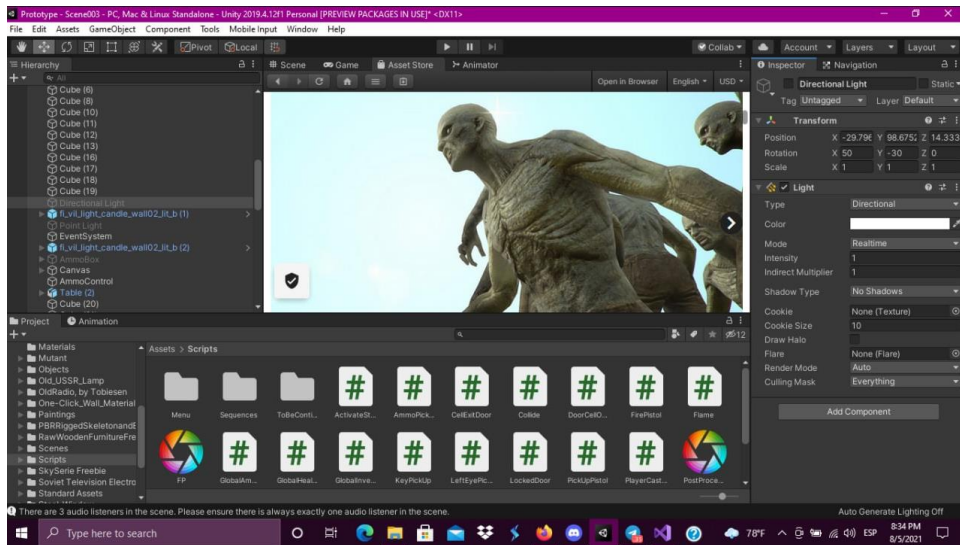 Prototype - Scene003 - PC, Mac & Linux Standalone - Unity 2019.4.12f1 Personal [PREVIEW PACKAGES IN USE]* <DX11>
File Edit Assets GameObject Component Tools Mobile Input Window Help
Pivot Local Collab Account Layers Layout
Hierarchy
All
Cube (6)
Cube (8)
Cube (10)
Cube (11)
Cube (12)
Cube (13)
Cube (16)
Cube (17)
Cube (18)
Cube (19)
Directional Light
fi_vil_light_candle_wall02_lit_b (1)
Point Light
EventSystem
fi_vil_light_candle_wall02_lit_b (2)
AmmoBox
Canvas
AmmoControl
Table (2)
Cube (20)
Scene Game Asset Store Animator
Open in Browser English USD
Inspector Navigation
Directional Light Static
Tag Untagged Layer Default
Transform
Position X -29.796 Y 98.6752 Z 14.333
Rotation X 50 Y -30 Z 0
Scale X 1 Y 1 Z 1
Light
Type Directional
Color
Mode Realtime
Intensity 1
Indirect Multiplier 1
Shadow Type No Shadows
Cookie None (Texture)
Cookie Size 10
Draw Halo
Flare None (Flare)
Render Mode Auto
Culling Mask Everything
Add Component
Project Animation
12
Materials
Mutant
Objects
Old_USSR_Lamp
OldRadio, by Tobiesen
One-Click_Wall_Material
Paintings
PBRRiggedSkeletonandE
RawWoodenFurnitureFre
Scenes
Scripts
SkySerie Freebie
Soviet Television Electro
Standard Assets
Assets > Scripts
Menu Sequences ToBeConti... ActivateSt... AmmoPick... CellExitDoor Collide DoorCellO... FirePistol Flame
FP GlobalAm... GlobalHeal... GlobalInve... KeyPickUp LeftEyePic... LockedDoor PickUpPistol PlayerCast... PostProce...
There are 3 audio listeners in the scene. Please ensure there is always exactly one audio listener in the scene.
Auto Generate Lighting Off
Type here to search
78°F ESP
8:34 PM
8/5/2021